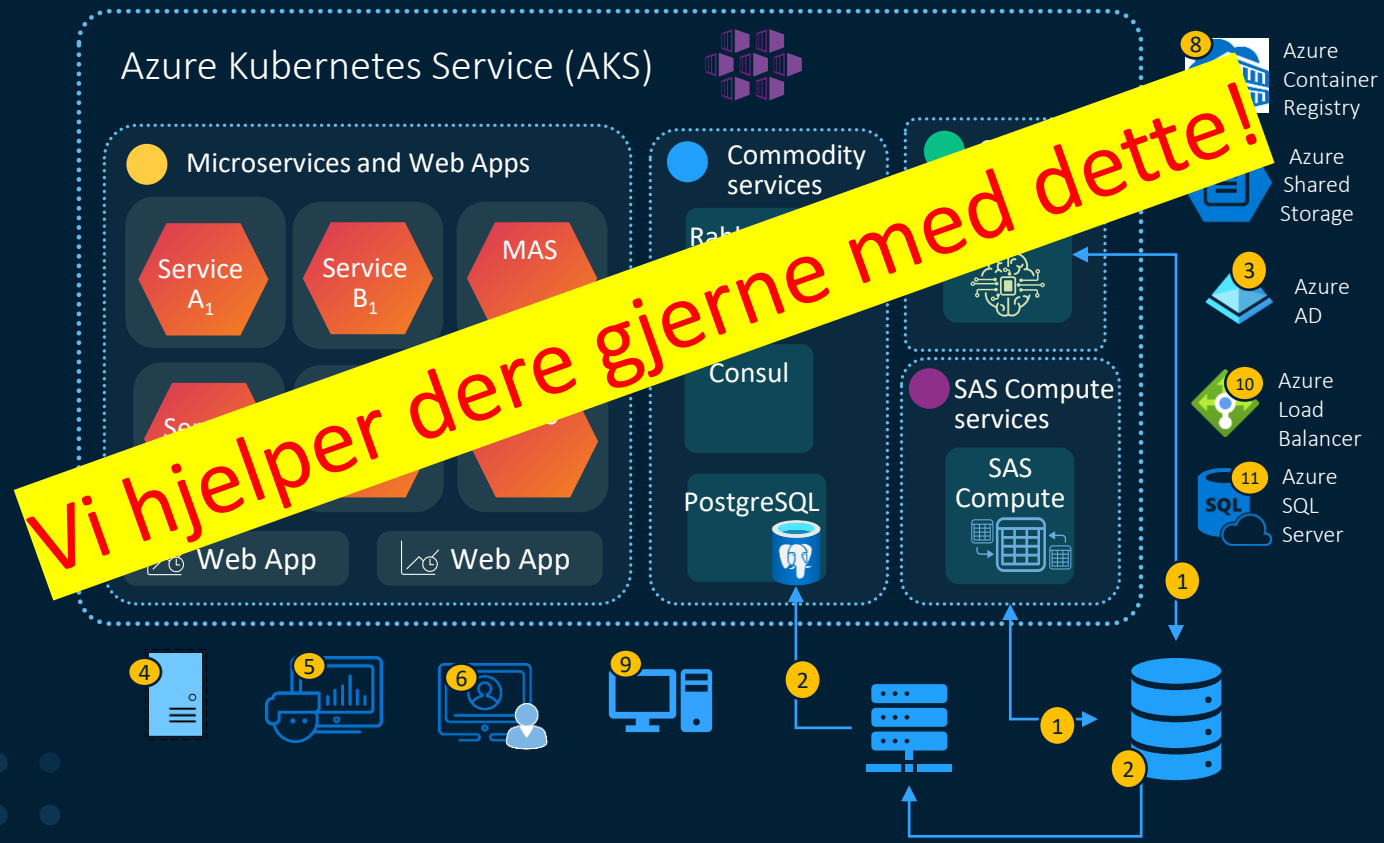 Azure Kubernetes Service (AKS)
Microservices and Web Apps
Service
A₁
Service
B₁
MAS
Web App
Web App
Commodity
services
Consul
PostgreSQL
SAS Compute
services
SAS
Compute
Vi hjelper dere gjerne med dette!
8
Azure
Container
Registry
Azure
Shared
Storage
3
Azure
AD
10
Azure
Load
Balancer
11
SQL
Azure
SQL
Server
1
4
5
6
9
2
1
2